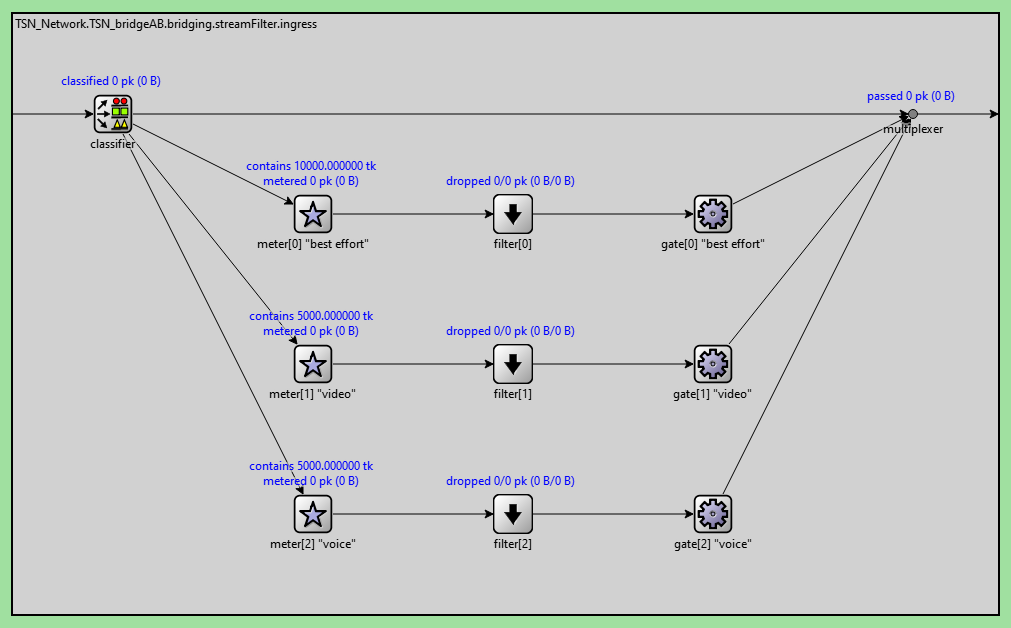 TSN_Network.TSN_bridgeAB.bridging.streamFilter.ingress
classified 0 pk (0 B)
passed 0 pk (0 B)
classifier
multiplexer
contains 10000.000000 tk
metered 0 pk (0 B)
dropped 0/0 pk (0 B/0 B)
meter[0] "best effort"
filter[0]
gate[0] "best effort"
contains 5000.000000 tk
metered 0 pk (0 B)
dropped 0/0 pk (0 B/0 B)
meter[1] "video"
filter[1]
gate[1] "video"
contains 5000.000000 tk
metered 0 pk (0 B)
dropped 0/0 pk (0 B/0 B)
meter[2] "voice"
filter[2]
gate[2] "voice"